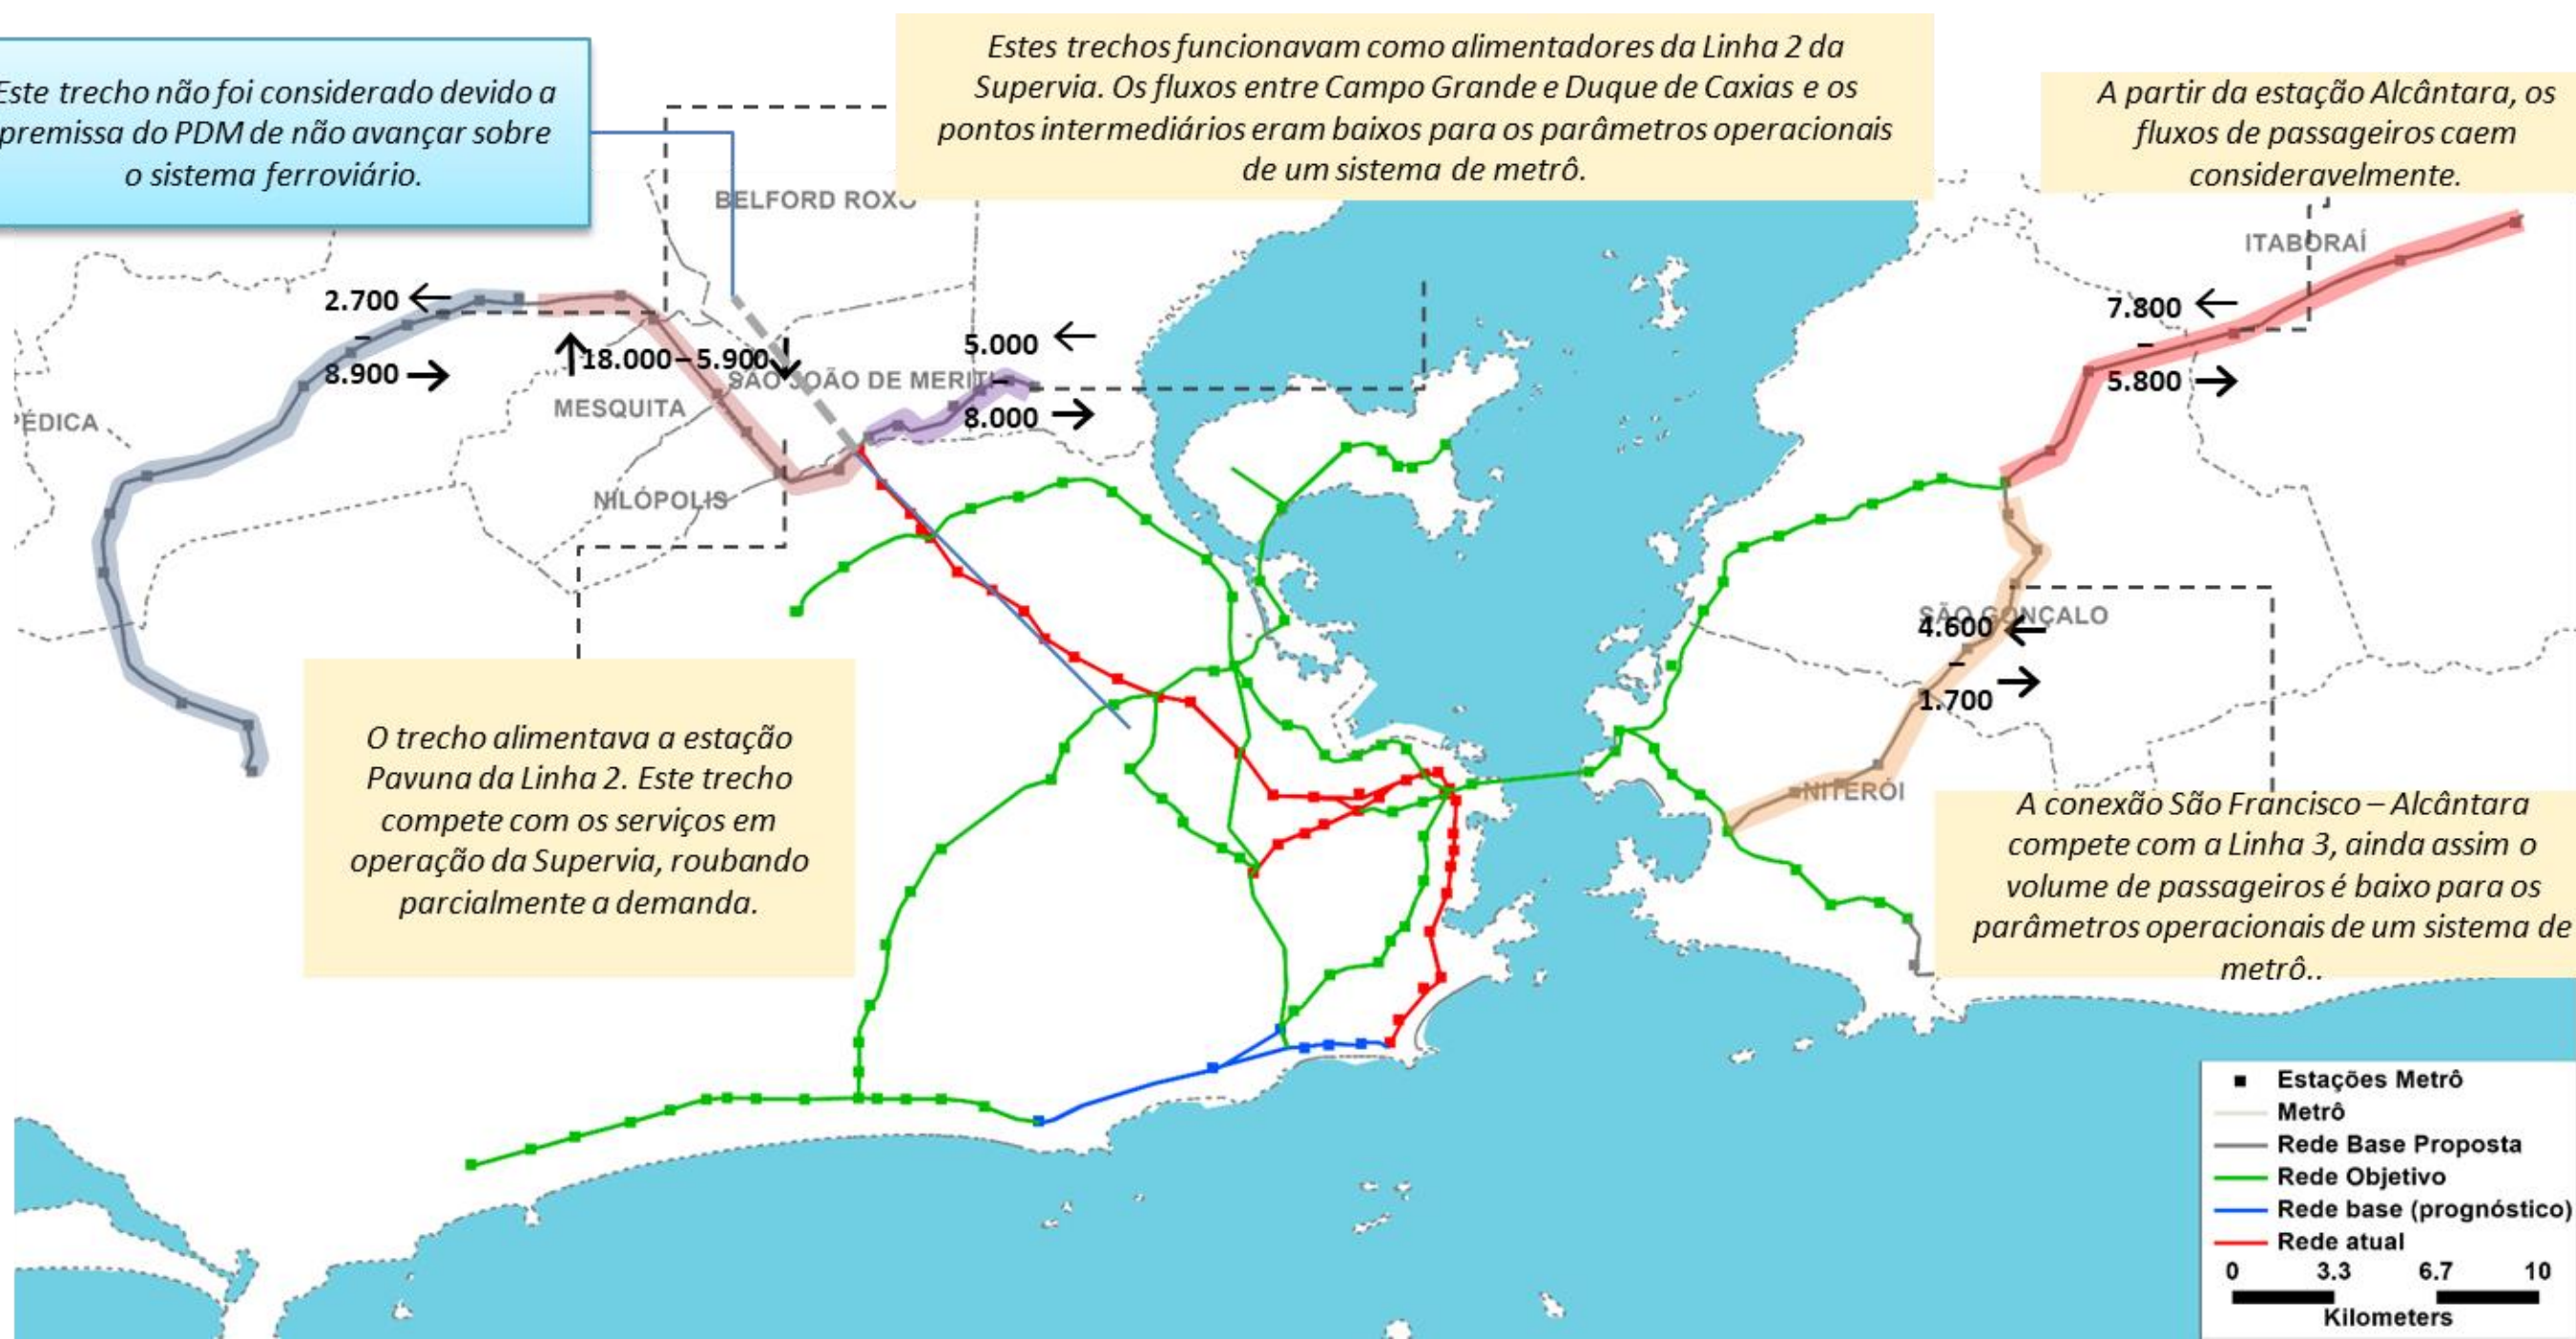 Este trecho não foi considerado devido a
premissa do PDM de não avançar sobre
o sistema ferroviário.
Estes trechos funcionavam como alimentadores da Linha 2 da
Supervia. Os fluxos entre Campo Grande e Duque de Caxias e os
pontos intermediários eram baixos para os parâmetros operacionais
de um sistema de metrô.
A partir da estação Alcântara, os
fluxos de passageiros caem
consideravelmente.
BELFORD ROXO
ITABORAÍ
2.700 ←
–
8.900 →
↑ 18.000–5.900 ↓
5.000 ←
–
8.000 →
7.800 ←
–
5.800 →
SÃO JOÃO DE MERITI
MESQUITA
PÉDICA
NILÓPOLIS
SÃO GONÇALO
4.600 ←
–
1.700 →
NITERÓI
O trecho alimentava a estação
Pavuna da Linha 2. Este trecho
compete com os serviços em
operação da Supervia, roubando
parcialmente a demanda.
A conexão São Francisco – Alcântara
compete com a Linha 3, ainda assim o
volume de passageiros é baixo para os
parâmetros operacionais de um sistema de
metrô..
Estações Metrô
Metrô
Rede Base Proposta
Rede Objetivo
Rede base (prognóstico)
Rede atual
0 3.3 6.7 10
Kilometers